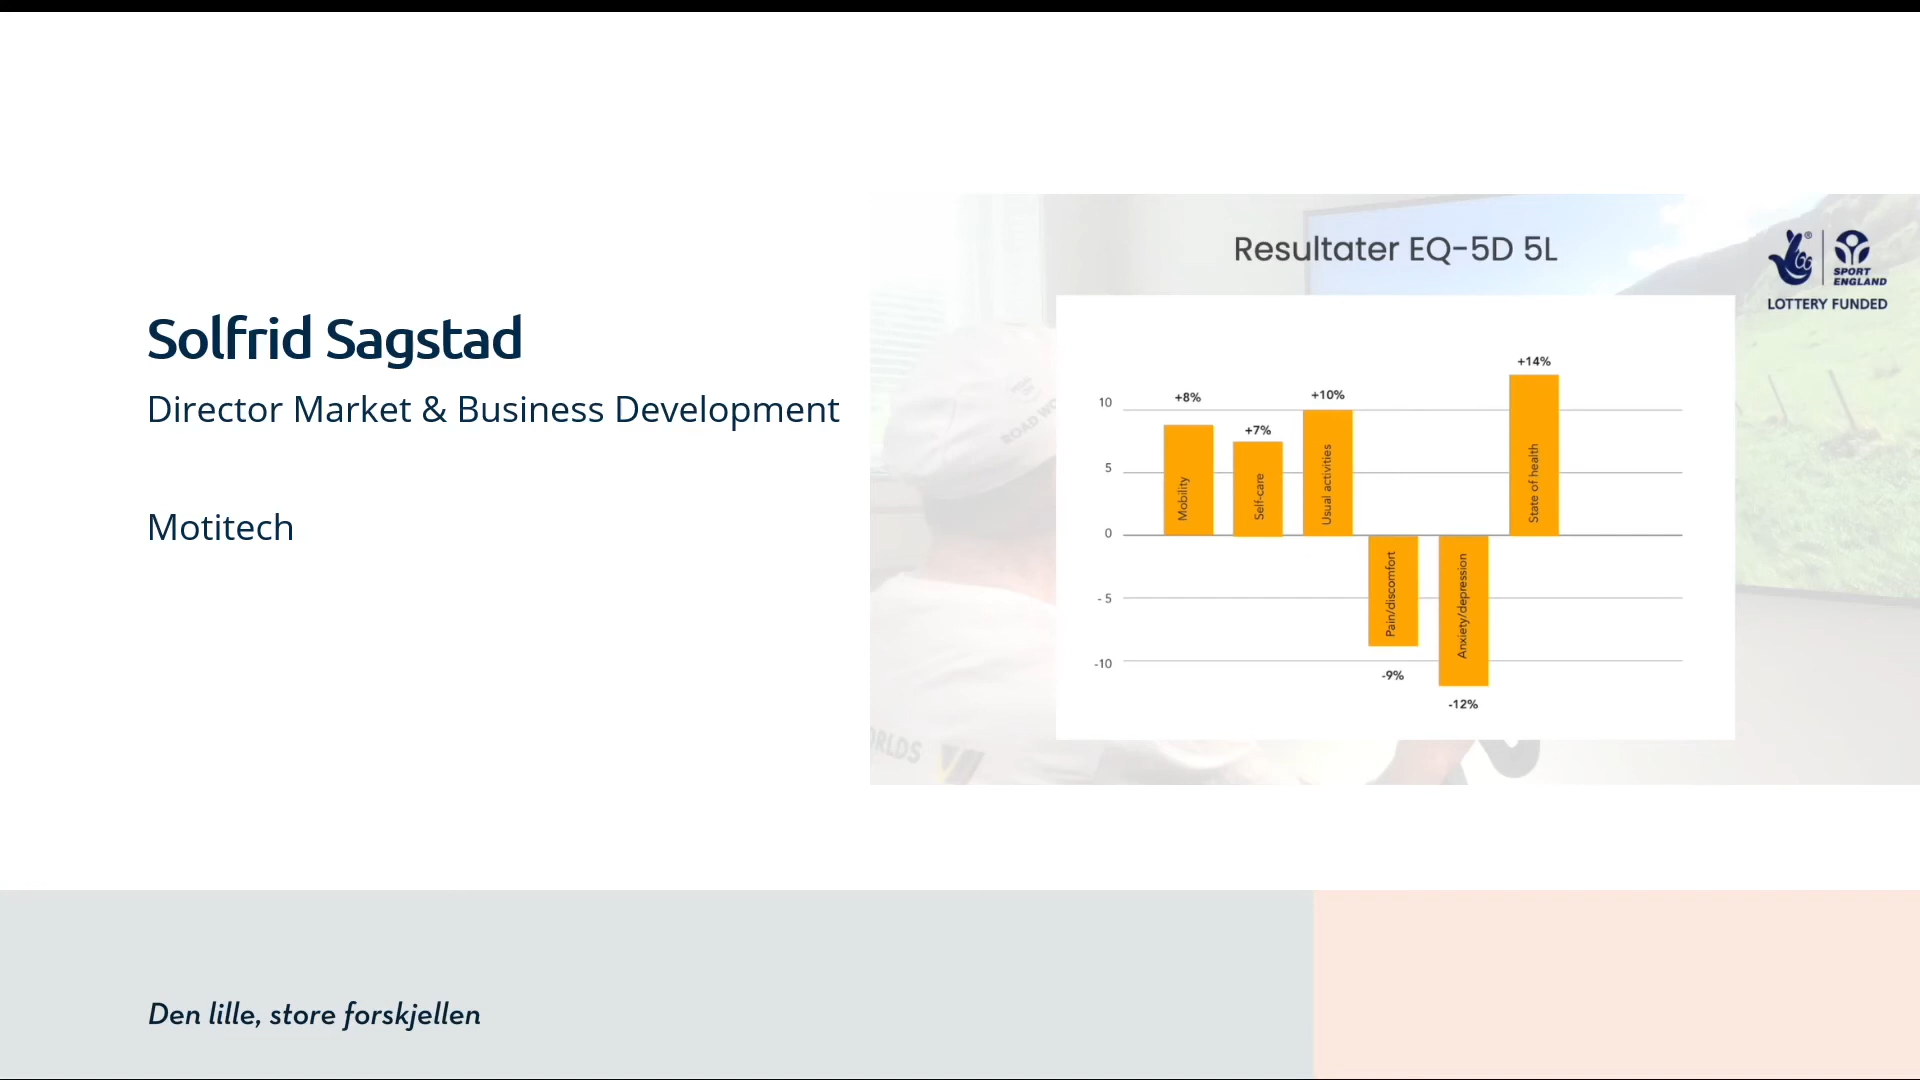 Solfrid Sagstad
Director Market & Business Development
Motitech
Resultater EQ-5D 5L
SPORT
ENGLAND
LOTTERY FUNDED
+14%
+8%
+10%
+7%
10
5
0
- 5
-10
Mobility
Self-care
Usual activities
Pain/discomfort
Anxiety/depression
State of health
-9%
-12%
Den lille, store forskjellen